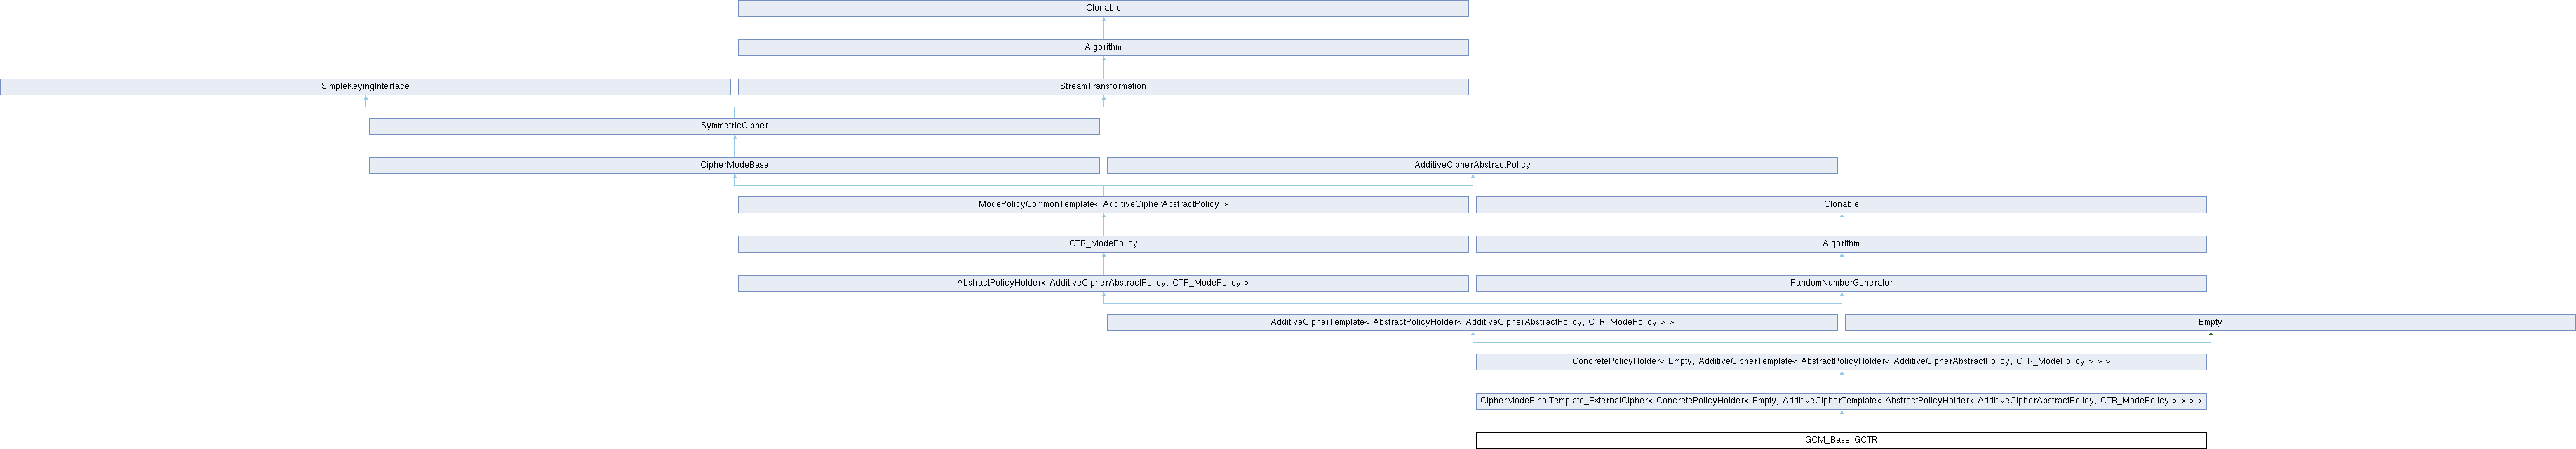 Clonable
Algorithm
SimpleKeyingInterface
StreamTransformation
SymmetricCipher
CipherModeBase
AdditiveCipherAbstractPolicy
ModePolicyCommonTemplate< AdditiveCipherAbstractPolicy >
Clonable
CTR_ModePolicy
Algorithm
AbstractPolicyHolder< AdditiveCipherAbstractPolicy, CTR_ModePolicy >
RandomNumberGenerator
AdditiveCipherTemplate< AbstractPolicyHolder< AdditiveCipherAbstractPolicy, CTR_ModePolicy > >
Empty
ConcretePolicyHolder< Empty, AdditiveCipherTemplate< AbstractPolicyHolder< AdditiveCipherAbstractPolicy, CTR_ModePolicy > > >
CipherModeFinalTemplate_ExternalCipher< ConcretePolicyHolder< Empty, AdditiveCipherTemplate< AbstractPolicyHolder< AdditiveCipherAbstractPolicy, CTR_ModePolicy > > > >
GCM_Base::GCTR